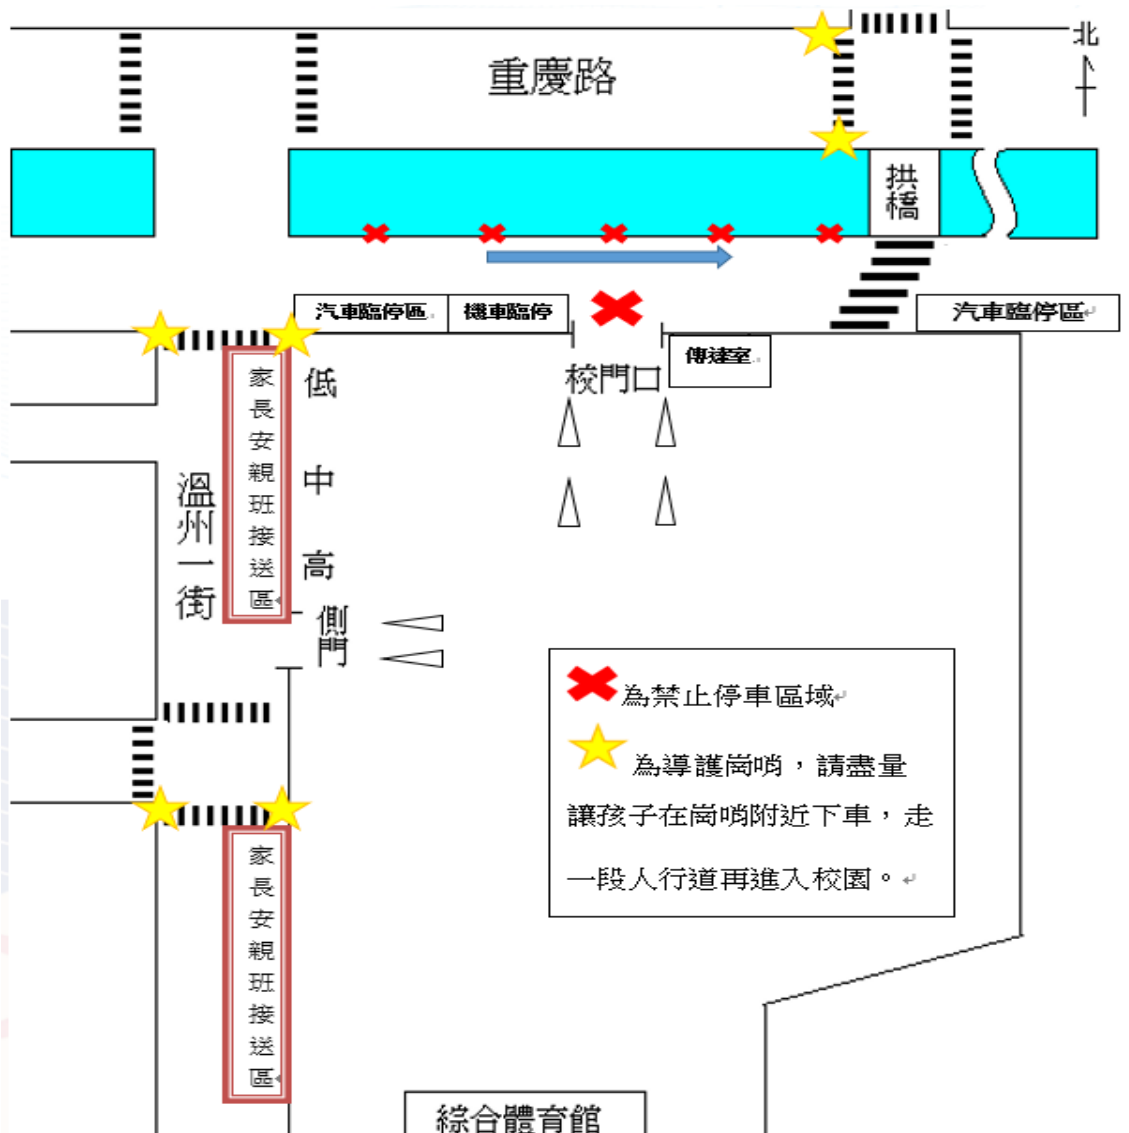 北
重慶路
拱橋
汽車臨停區
機車臨停
汽車臨停區
傳達室
校門口
家長安親班接送區
低
中
高
溫州一街
側門
為禁止停車區域
為導護崗哨，請盡量
讓孩子在崗哨附近下車，走
一段人行道再進入校園。
家長安親班接送區
綜合體育館